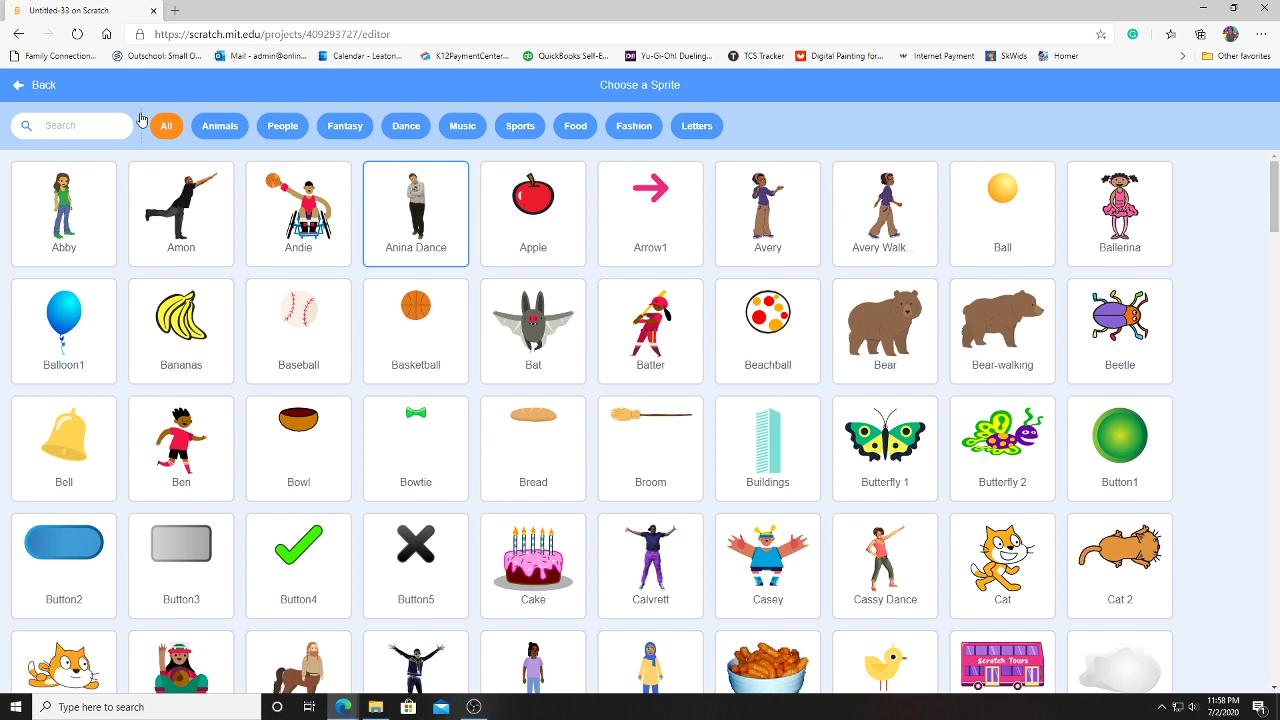 Untitled-33 on Scratch
https://scratch.mit.edu/projects/409293727/editor
Family Connection... Outschool: Small O... Mail - admin@onlin... Calendar - Leaton... K12PaymentCenter... QuickBooks Self-E... DN Yu-Gi-Oh! Dueling... T TCS Tracker Digital Painting for... Internet Payment SkWids Homer Other favorites
Back Choose a Sprite
Search All Animals People Fantasy Dance Music Sports Food Fashion Letters
Abby Amon Andie Anina Dance Apple Arrow1 Avery Avery Walk... Ball Ballerina
Balloon1 Bananas Baseball Basketball Bat Batter Beachball Bear Bear-walking Beetle
Bell Ben Bowl Bowtie Bread Broom Buildings Butterfly 1 Butterfly 2 Button1
Button2 Button3 Button4 Button5 Cake Calvrett Casey Cassy Dance Cat Cat 2
Scratch Tours
Type here to search
11:58 PM
7/2/2020